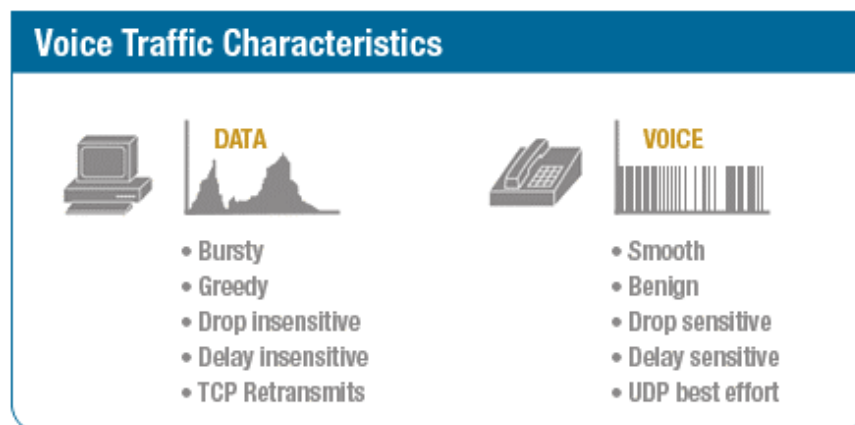 Voice Traffic Characteristics
DATA
• Bursty
• Greedy
• Drop insensitive
• Delay insensitive
• TCP Retransmits
VOICE
• Smooth
• Benign
• Drop sensitive
• Delay sensitive
• UDP best effort